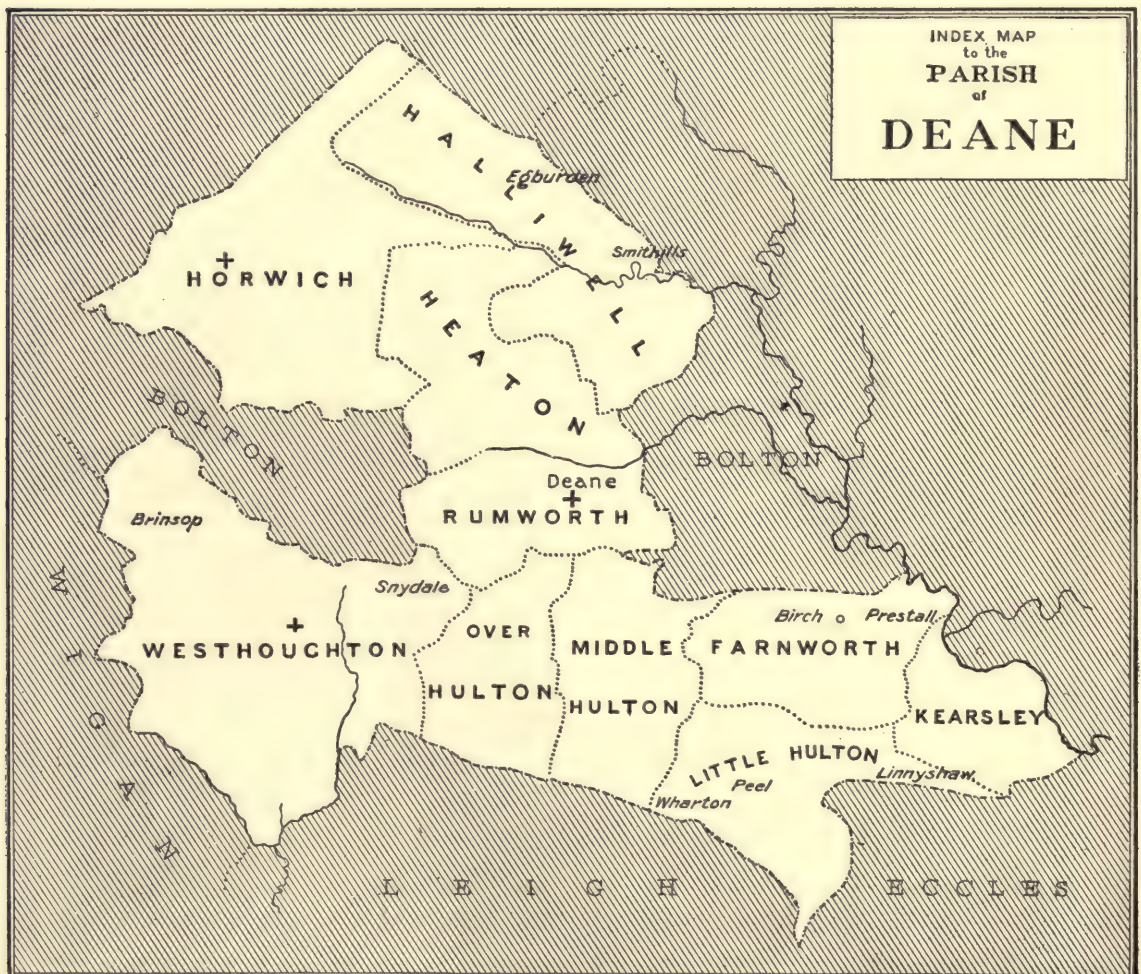 INDEX MAP
to the
PARISH
of
DEANE
HALLIWELL
Egburden
Smithills
HORWICH
HEATON
BOLTON
BOLTON
Deane
RUMWORTH
Brinsop
Snydale
WIGAN
WESTHOUGHTON
OVER
HULTON
MIDDLE
HULTON
Birch
Prestall
FARNWORTH
KEARSLEY
LITTLE HULTON
Peel
Linnyshaw
Wharton
LEIGH
ECCLES